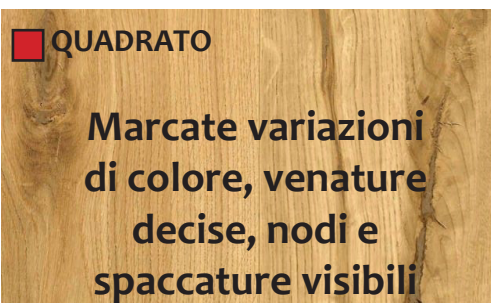 QUADRATO
Marcate variazioni
di colore, venature
decise, nodi e
spaccature visibili